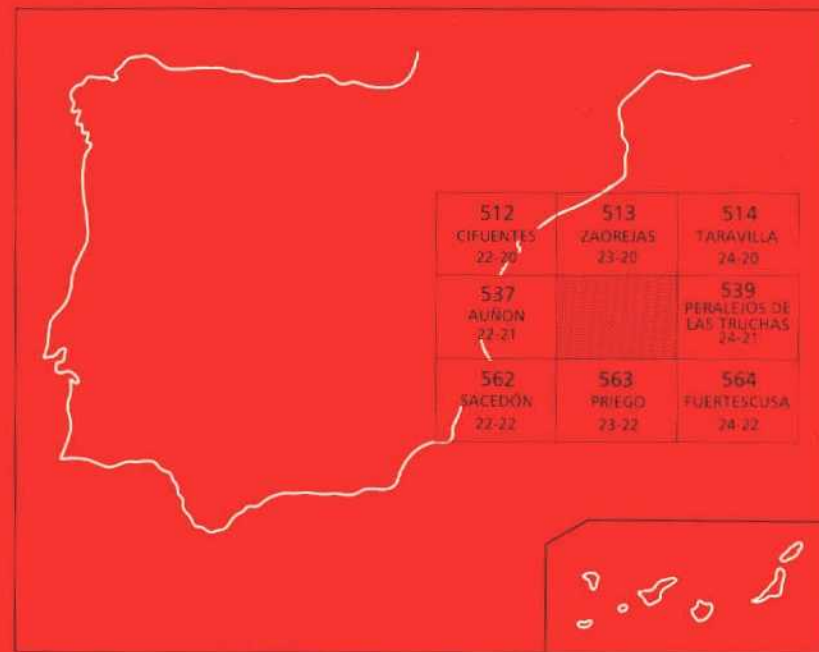 512
CIFUENTES
22-20
513
ZAOREJAS
23-20
514
TARAVILLA
24-20
537
AUÑON
22-21
539
PERALEJOS DE
LAS TRUCHAS
24-21
562
SACEDÓN
22-22
563
PRIEGO
23-22
564
FUERTESCUSA
24-22